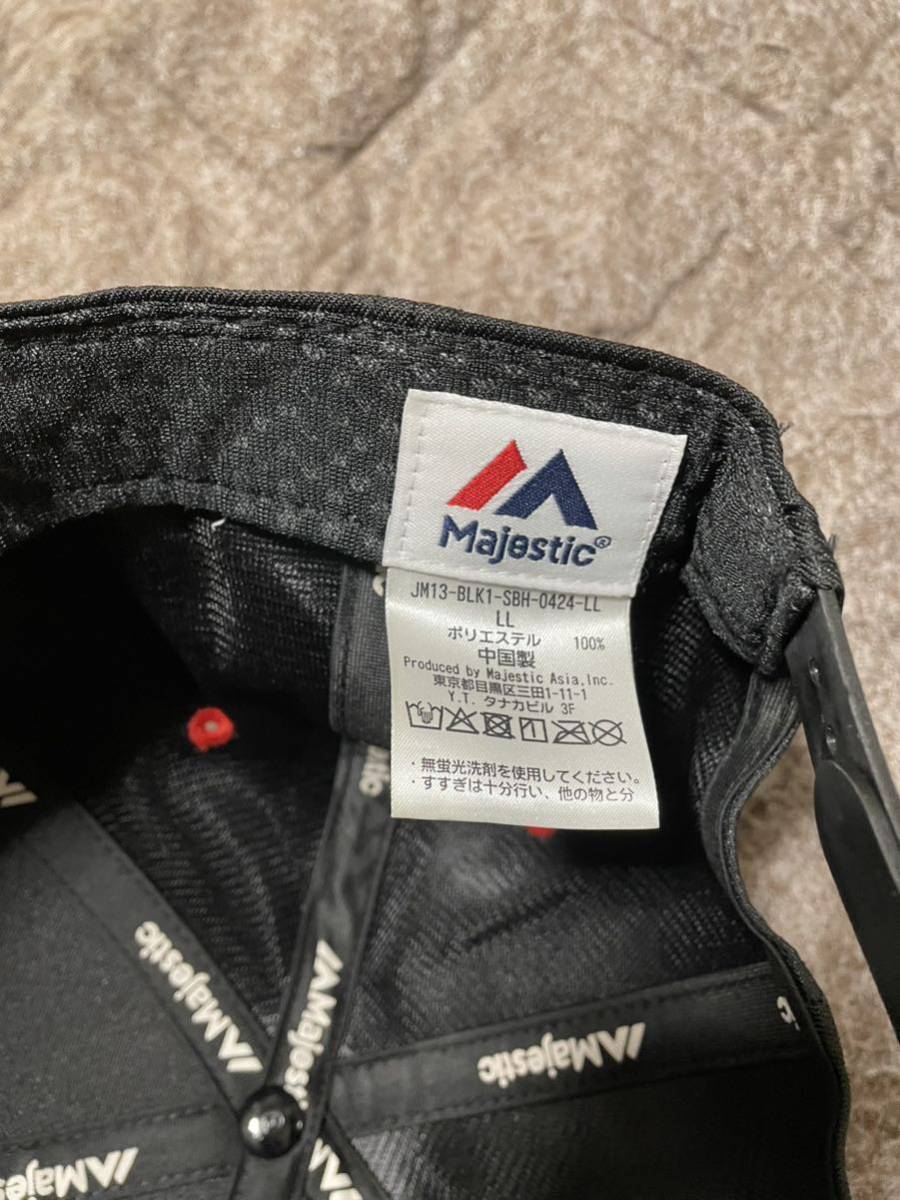 Majestic®
JM13-BLK1-SBH-0424-LL
LL
ポリエステル 100%
中国製
Produced by Majestic Asia,Inc.
東京都目黒区三田1-11-1
Y.T. タナカビル 3F
・無蛍光洗剤を使用してください。
・すすぎは十分行い、他の物と分
Majestic
Majestic
Majestic
Majestic